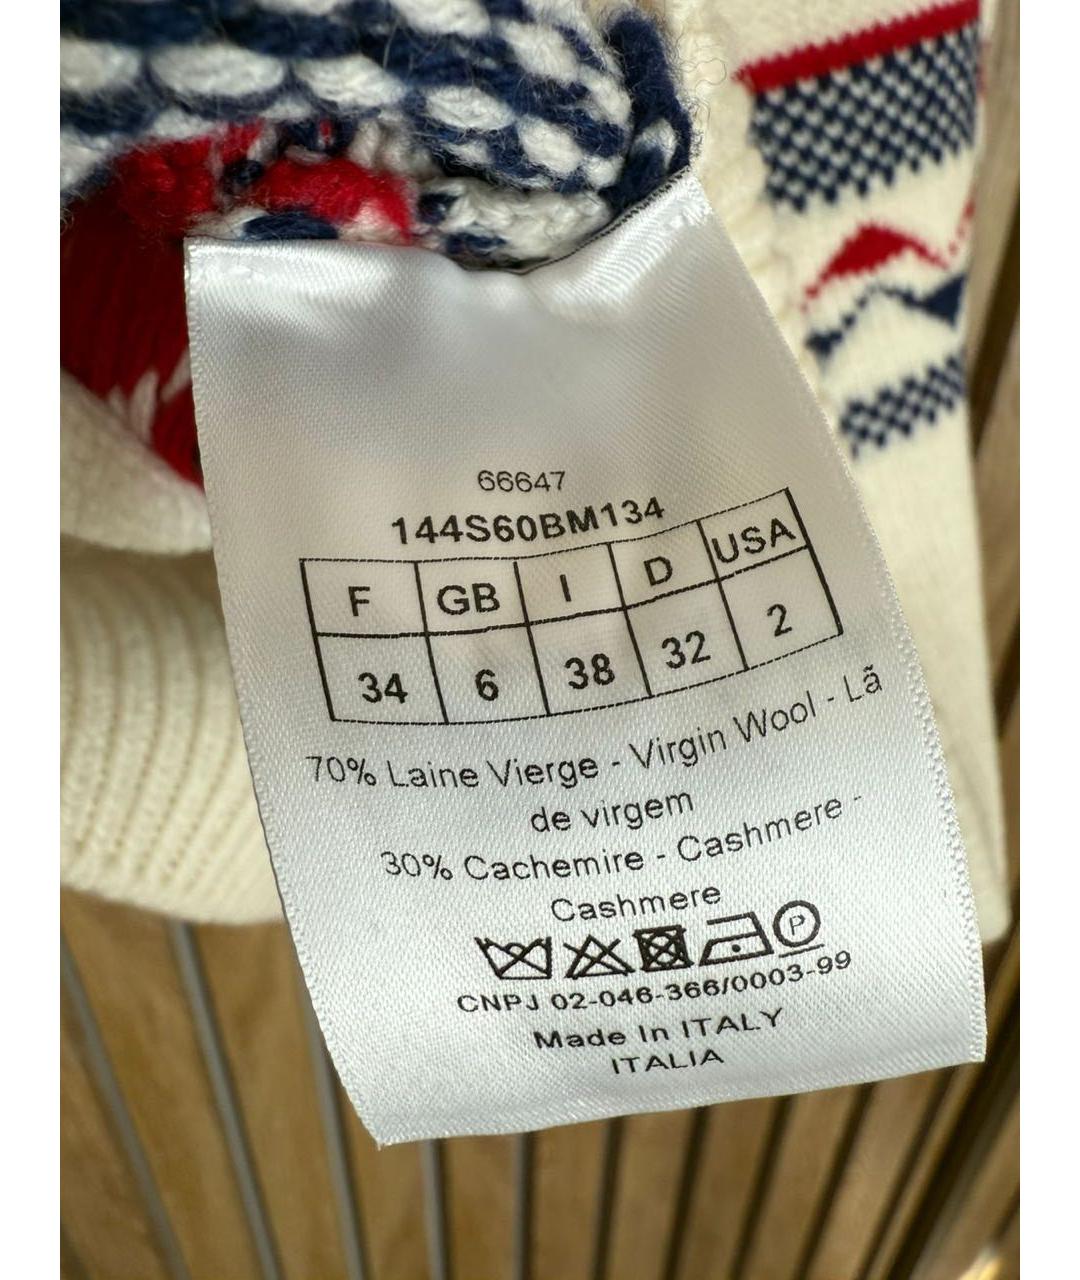 66647
144S60BM134
F GB I D USA
34 6 38 32 2
70% Laine Vierge - Virgin Wool - Lã
de virgem
30% Cachemire - Cashmere -
Cashmere
P
CNPJ 02-046-366/0003-99
Made In ITALY
ITALIA